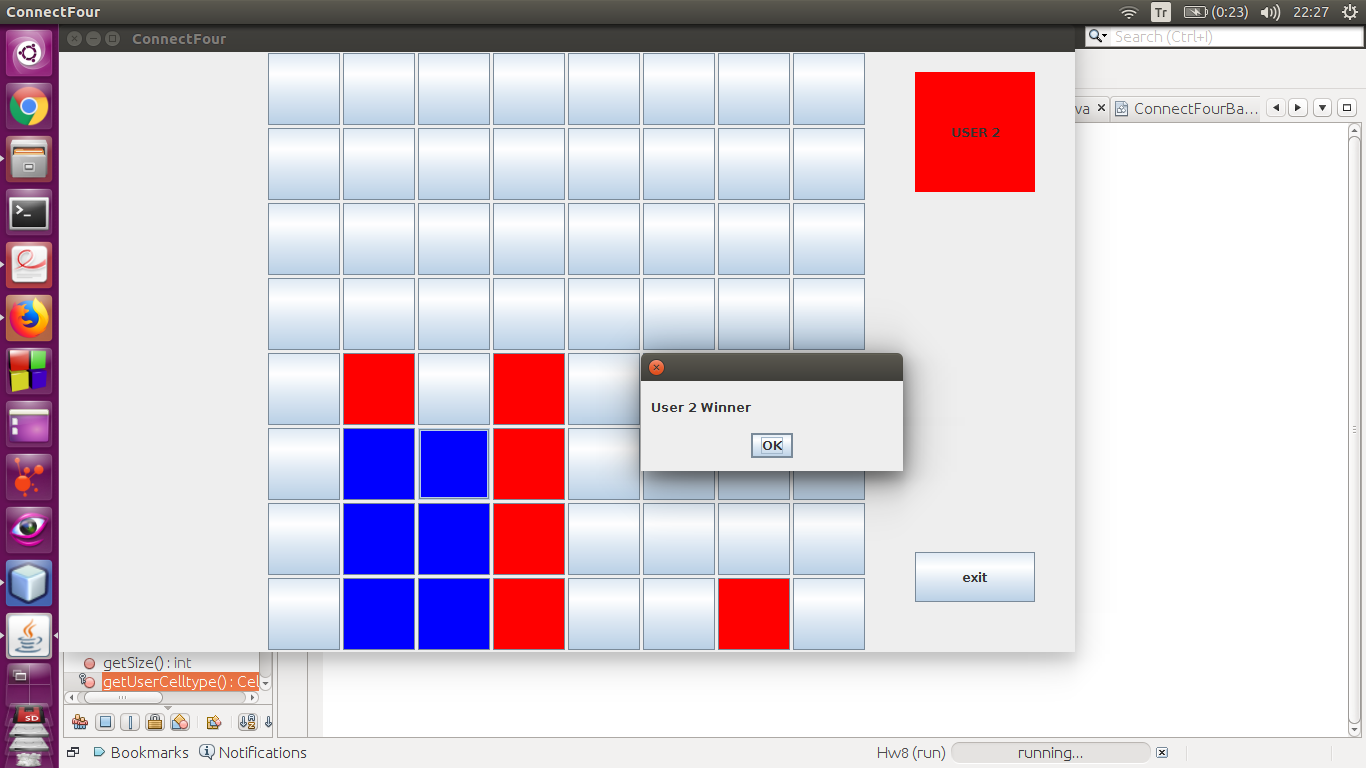 ConnectFour
Tr
(0:23)
22:27
ConnectFour
Search (Ctrl+I)
va
ConnectFourBa...
USER 2
User 2 Winner
OK
exit
getSize() : int
getUserCelltype() : Cel
SD
Bookmarks
Notifications
Hw8 (run)
running...